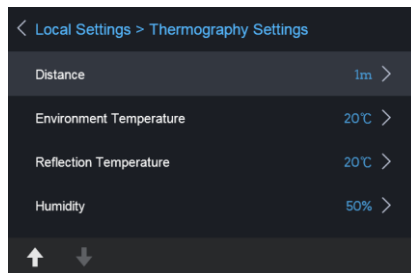 Local Settings > Thermography Settings
Distance 1m
Environment Temperature 20℃
Reflection Temperature 20℃
Humidity 50%